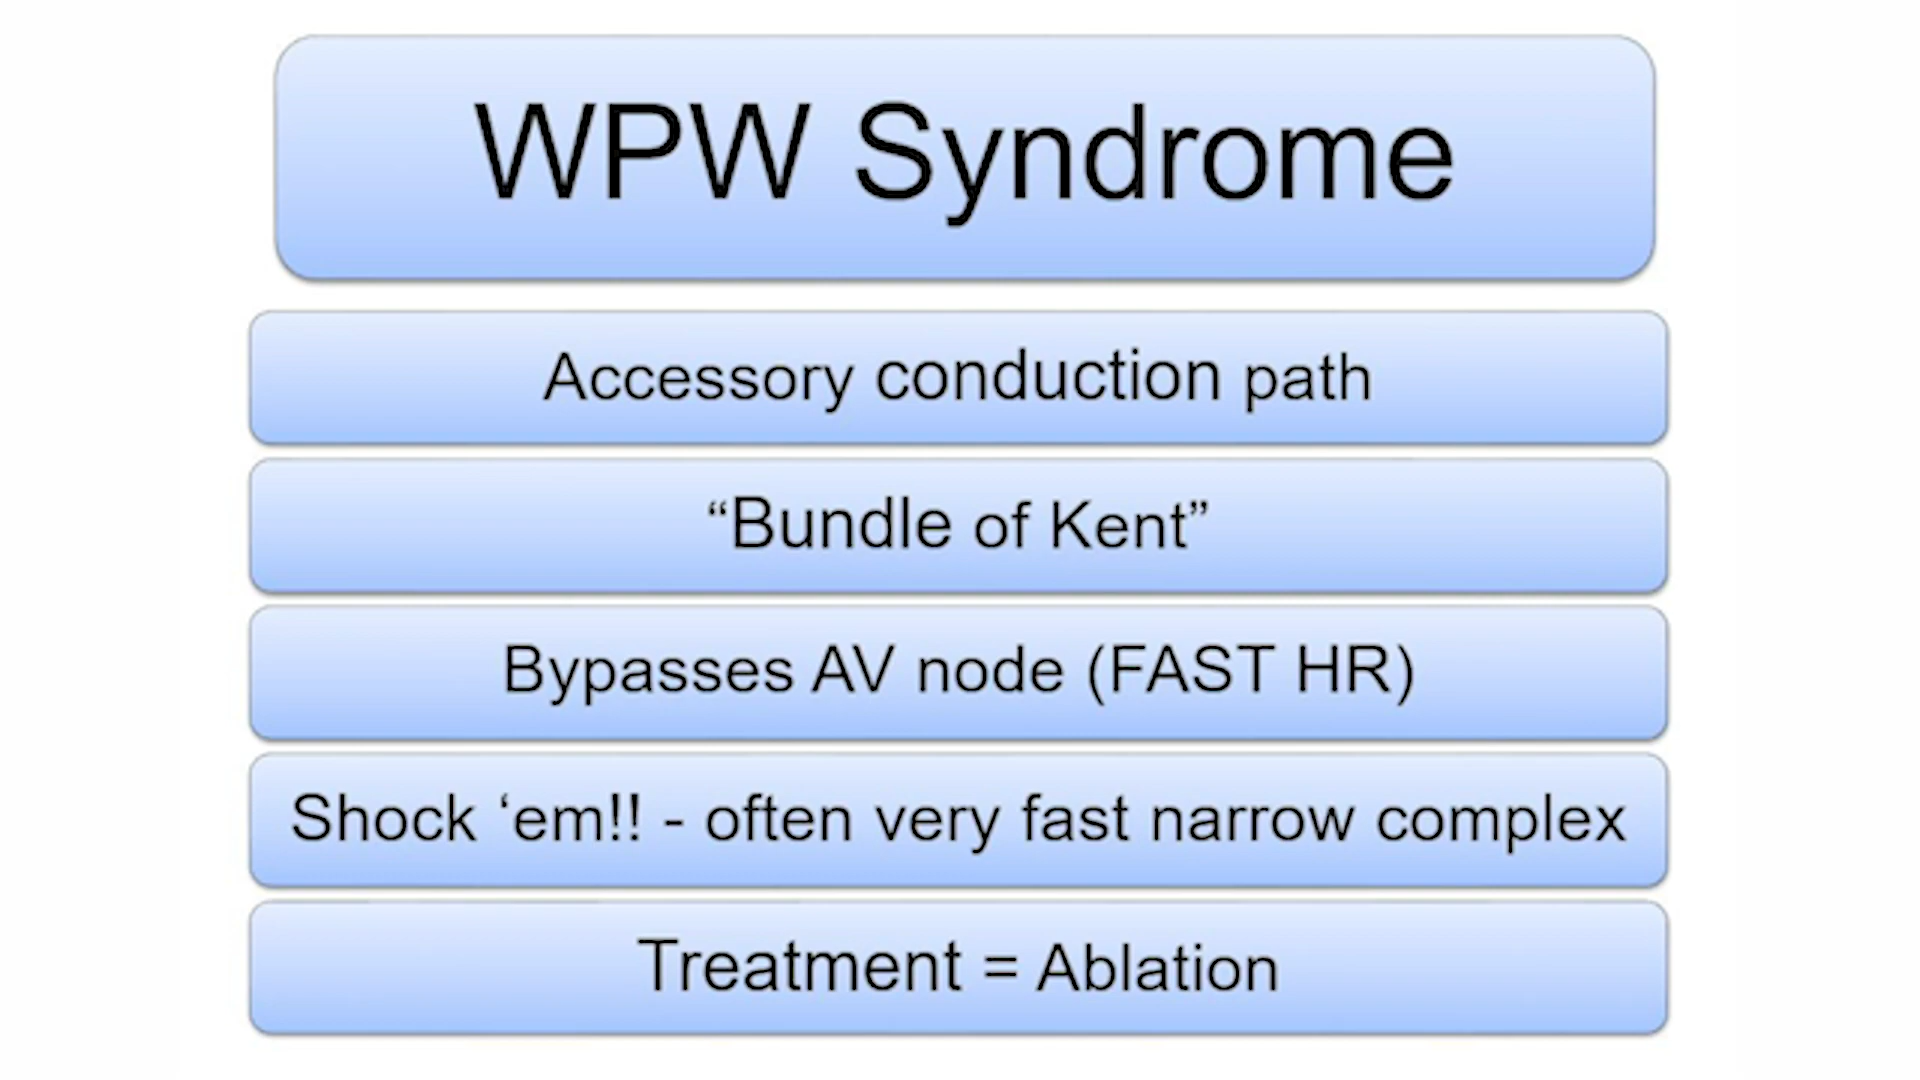 WPW Syndrome
Accessory conduction path
“Bundle of Kent”
Bypasses AV node (FAST HR)
Shock ‘em!! - often very fast narrow complex
Treatment = Ablation